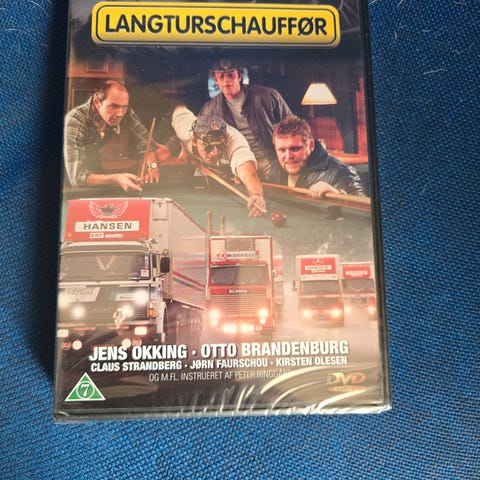 LANGTURSCHAUFFØR
HANSEN
SCANIA
HANSEN
JENS OKKING · OTTO BRANDENBURG
CLAUS STRANDBERG · JØRN FAURSCHOU · KIRSTEN OLESEN
OG M.FL. INSTRUERET AF PETER RINGGAARD
7
DVD